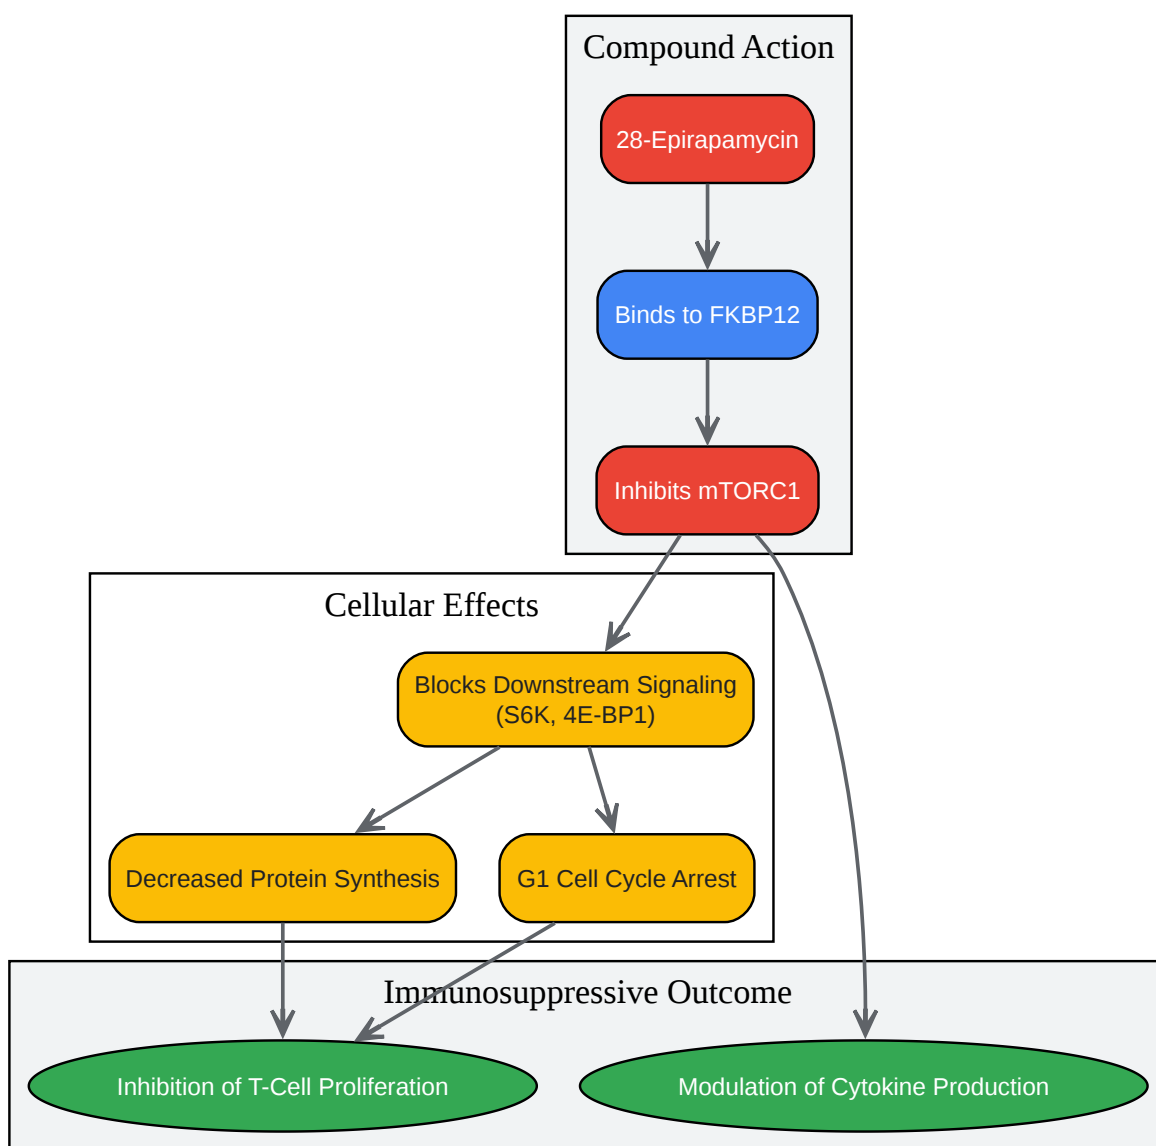 Compound Action
28-Epirapamycin
Binds to FKBP12
Inhibits mTORC1
Cellular Effects
Blocks Downstream Signaling
(S6K, 4E-BP1)
Decreased Protein Synthesis
G1 Cell Cycle Arrest
Immunosuppressive Outcome
Inhibition of T-Cell Proliferation
Modulation of Cytokine Production